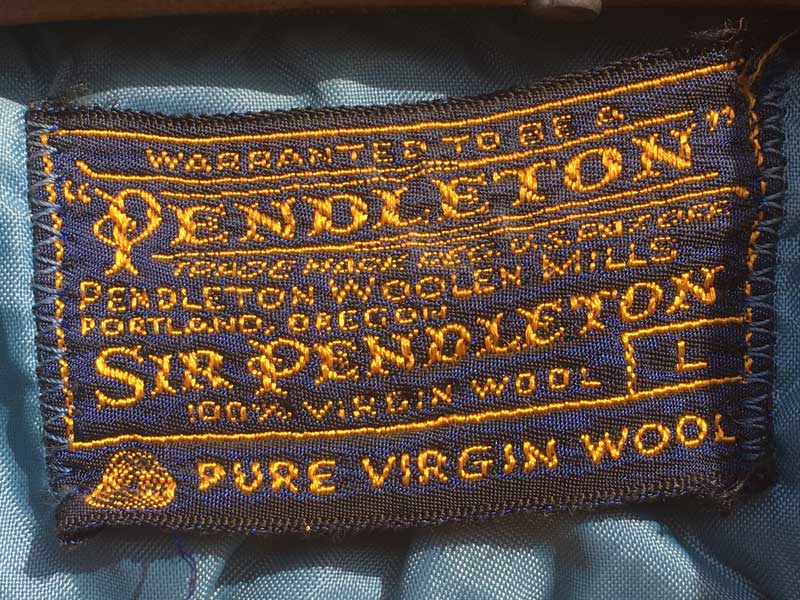 WARRANTED TO BE A
"PENDLETON"
TRADE MARK REG. U.S. PAT. OFF.
PENDLETON WOOLEN MILLS
PORTLAND, OREGON
SIR PENDLETON
100% VIRGIN WOOL
L
PURE VIRGIN WOOL